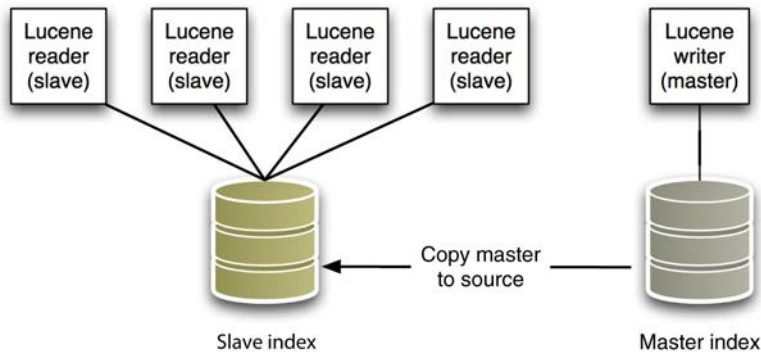 Lucene
reader
(slave)
Lucene
reader
(slave)
Lucene
reader
(slave)
Lucene
reader
(slave)
Lucene
writer
(master)
Copy master
to source
Slave index
Master index